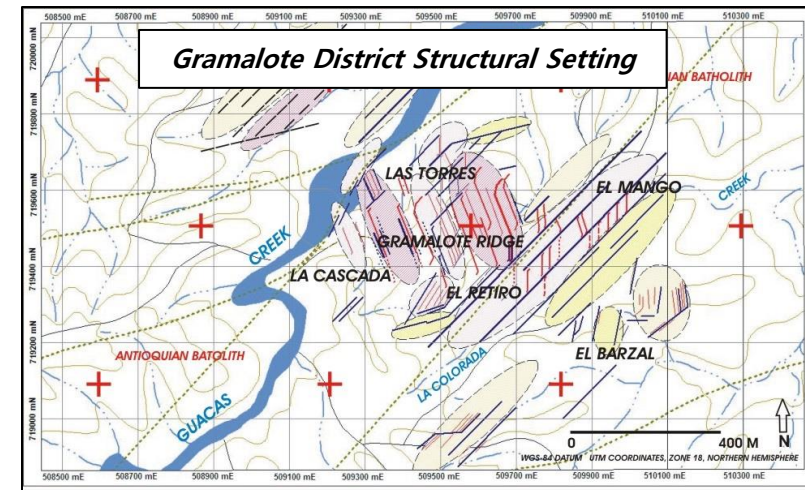 508500 mE 508700 mE 508900 mE 509100 mE 509300 mE 509500 mE 509700 mE 509900 mE 510100 mE 510300 mE
Gramalote District Structural Setting
720000 mN
IAN BATHOLITH
719800 mN
LAS TORRES
EL MANGO
CREEK
719600 mN
CREEK
GRAMALOTE RIDGE
LA CASCADA
719400 mN
EL RETIRO
719200 mN
ANTIOQUIAN BATOLITH
EL BARZAL
LA COLORADA
GUACAS
719000 mN
0 400 M
N
WGS-84 DATUM UTM COORDINATES, ZONE 18, NORTHERN HEMISPHERE
508500 mE 508700 mE 508900 mE 509100 mE 509300 mE 509500 mE 509700 mE 509900 mE 510100 mE 510300 mE